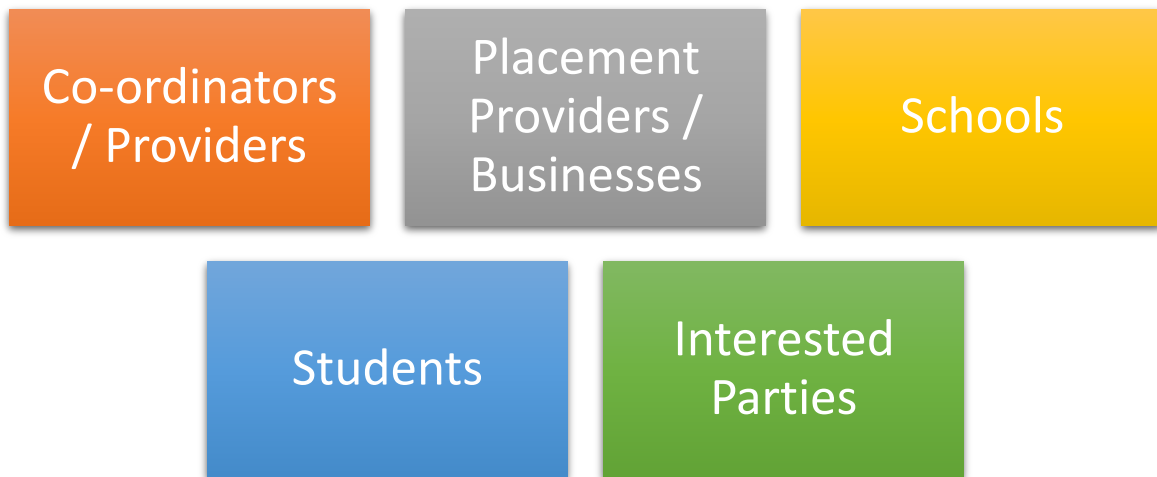 Co-ordinators
/ Providers
Placement
Providers /
Businesses
Schools
Students
Interested
Parties